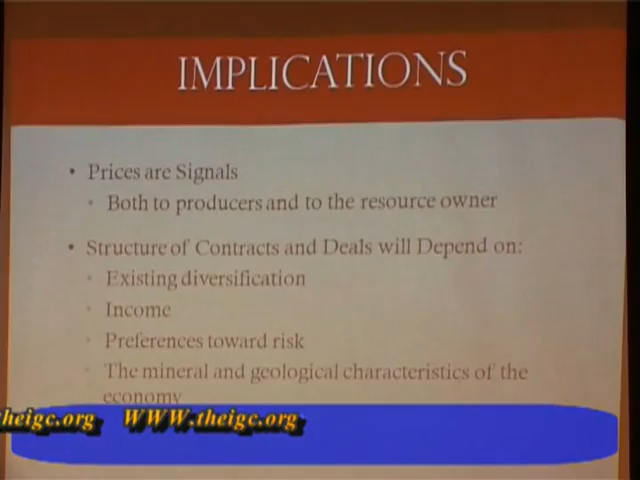 IMPLICATIONS
• Prices are Signals
• Both to producers and to the resource owner
• Structure of Contracts and Deals will Depend on:
• Existing diversification
• Income
• Preferences toward risk
• The mineral and geological characteristics of the
economy
theigc.org WWW.theigc.org